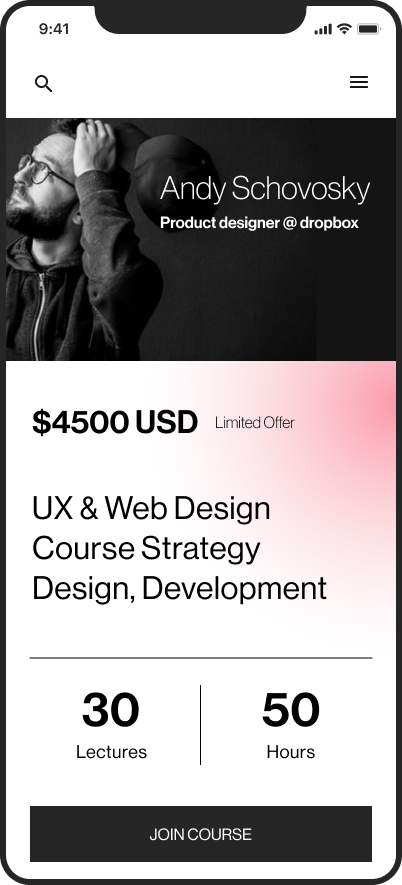 9:41
Andy Schovosky
Product designer @ dropbox
$4500 USD Limited Offer
UX & Web Design
Course Strategy
Design, Development
30 50
Lectures Hours
JOIN COURSE